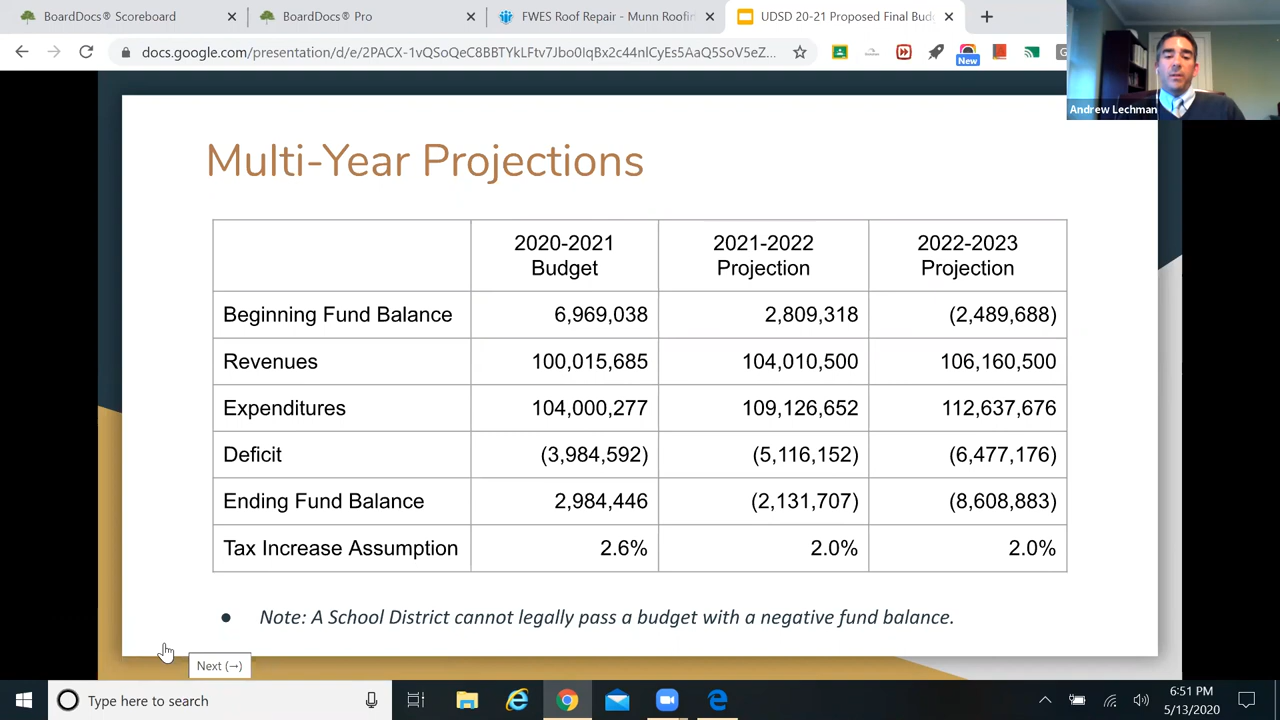 BoardDocs® Scoreboard
BoardDocs® Pro
FWES Roof Repair - Munn Roofin
UDSD 20-21 Proposed Final Budg
docs.google.com/presentation/d/e/2PACX-1vQSoQeC8BBTYkLFtv7Jbo0IqBx2c44nlCyEs5AaQ5SoV5eZ...
New
G
Andrew Lechman
Multi-Year Projections
2020-2021 Budget 2021-2022 Projection 2022-2023 Projection
Beginning Fund Balance 6,969,038 2,809,318 (2,489,688)
Revenues 100,015,685 104,010,500 106,160,500
Expenditures 104,000,277 109,126,652 112,637,676
Deficit (3,984,592) (5,116,152) (6,477,176)
Ending Fund Balance 2,984,446 (2,131,707) (8,608,883)
Tax Increase Assumption 2.6% 2.0% 2.0%
● Note: A School District cannot legally pass a budget with a negative fund balance.
Next (→)
Type here to search
6:51 PM
5/13/2020